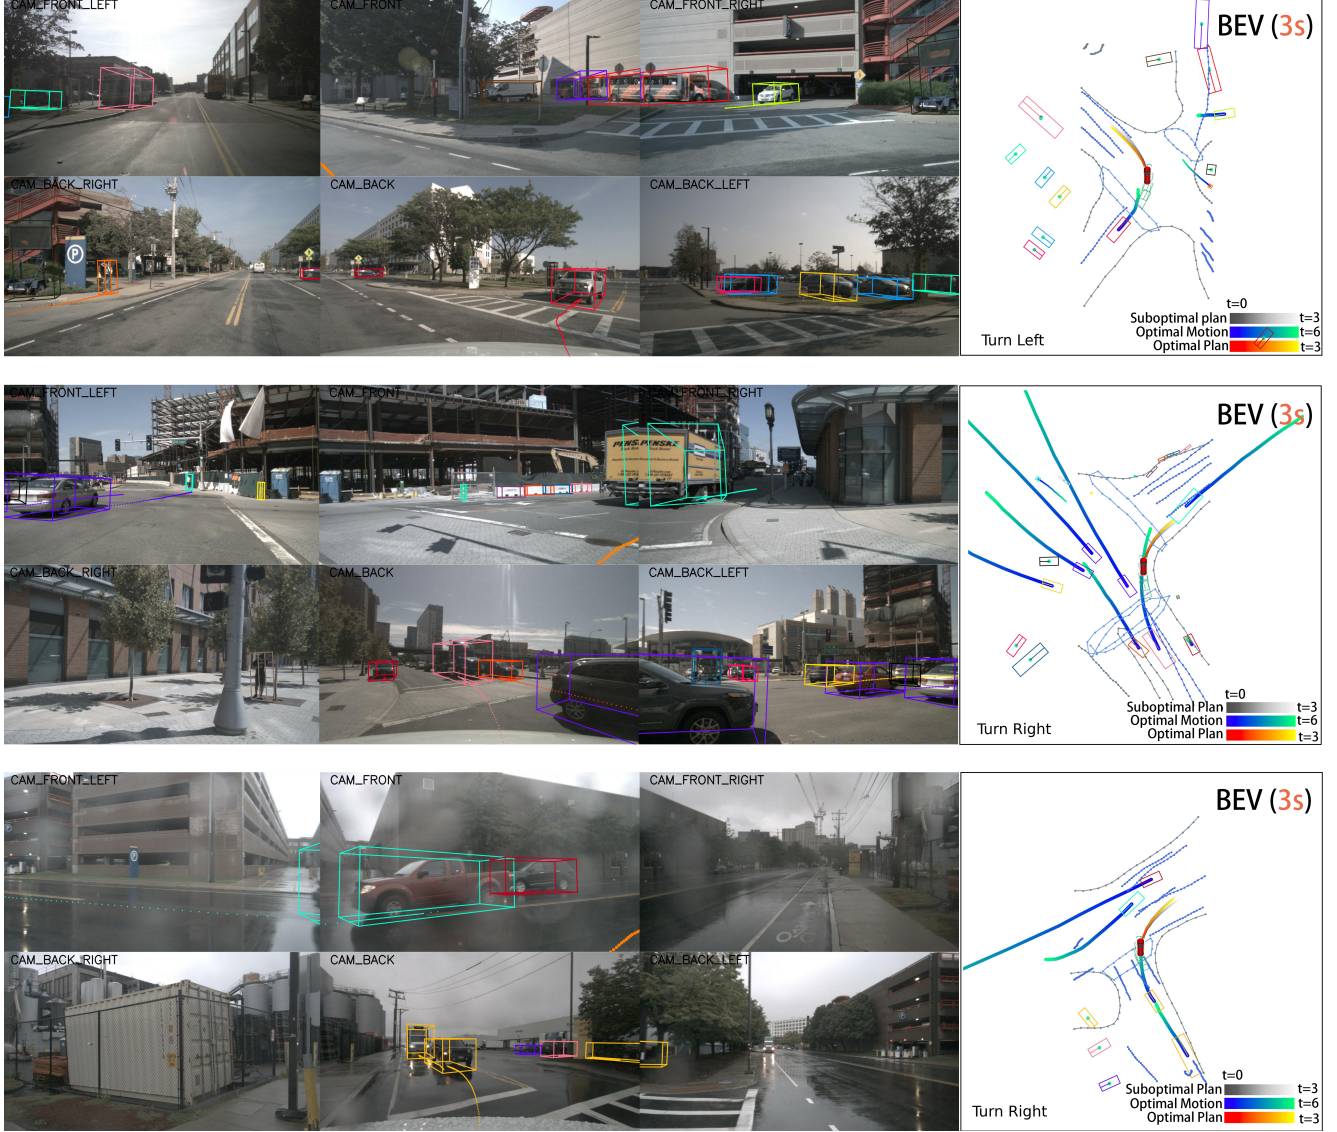 CAM_FRONT_LEFT
CAM_FRONT
CAM_FRONT_RIGHT
BEV (3s)
CAM_BACK_RIGHT
CAM_BACK
CAM_BACK_LEFT
P
t=0
Suboptimal plan
t=3
Optimal Motion
t=6
Optimal Plan
t=3
Turn Left
CAM_FRONT_LEFT
CAM_FRONT
CAM_FRONT_RIGHT
BEV (3s)
PENSKE
CAM_BACK_RIGHT
CAM_BACK
CAM_BACK_LEFT
t=0
Suboptimal Plan
t=3
Optimal Motion
t=6
Optimal Plan
t=3
Turn Right
CAM_FRONT_LEFT
CAM_FRONT
CAM_FRONT_RIGHT
BEV (3s)
CAM_BACK_RIGHT
CAM_BACK
CAM_BACK_LEFT
t=0
Suboptimal Plan
t=3
Optimal Motion
t=6
Optimal Plan
t=3
Turn Right